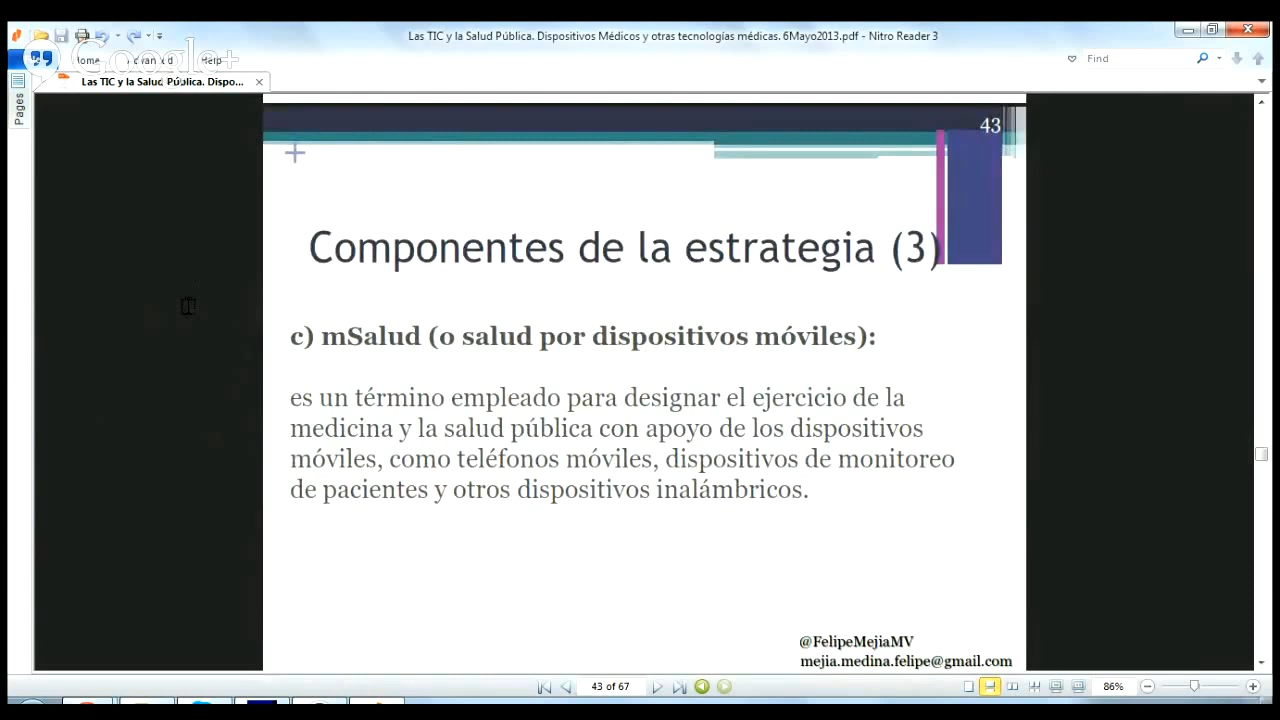 Las TIC y la Salud Pública. Dispositivos Médicos y otras tecnologías médicas. 6Mayo2013.pdf - Nitro Reader 3
Google+
Help
Find
Las TIC y la Salud Pública. Dispo...
Pages
43
Componentes de la estrategia (3)
c) mSalud (o salud por dispositivos móviles):
es un término empleado para designar el ejercicio de la
medicina y la salud pública con apoyo de los dispositivos
móviles, como teléfonos móviles, dispositivos de monitoreo
de pacientes y otros dispositivos inalámbricos.
@FelipeMejiaMV
mejia.medina.felipe@gmail.com
43 of 67
86%